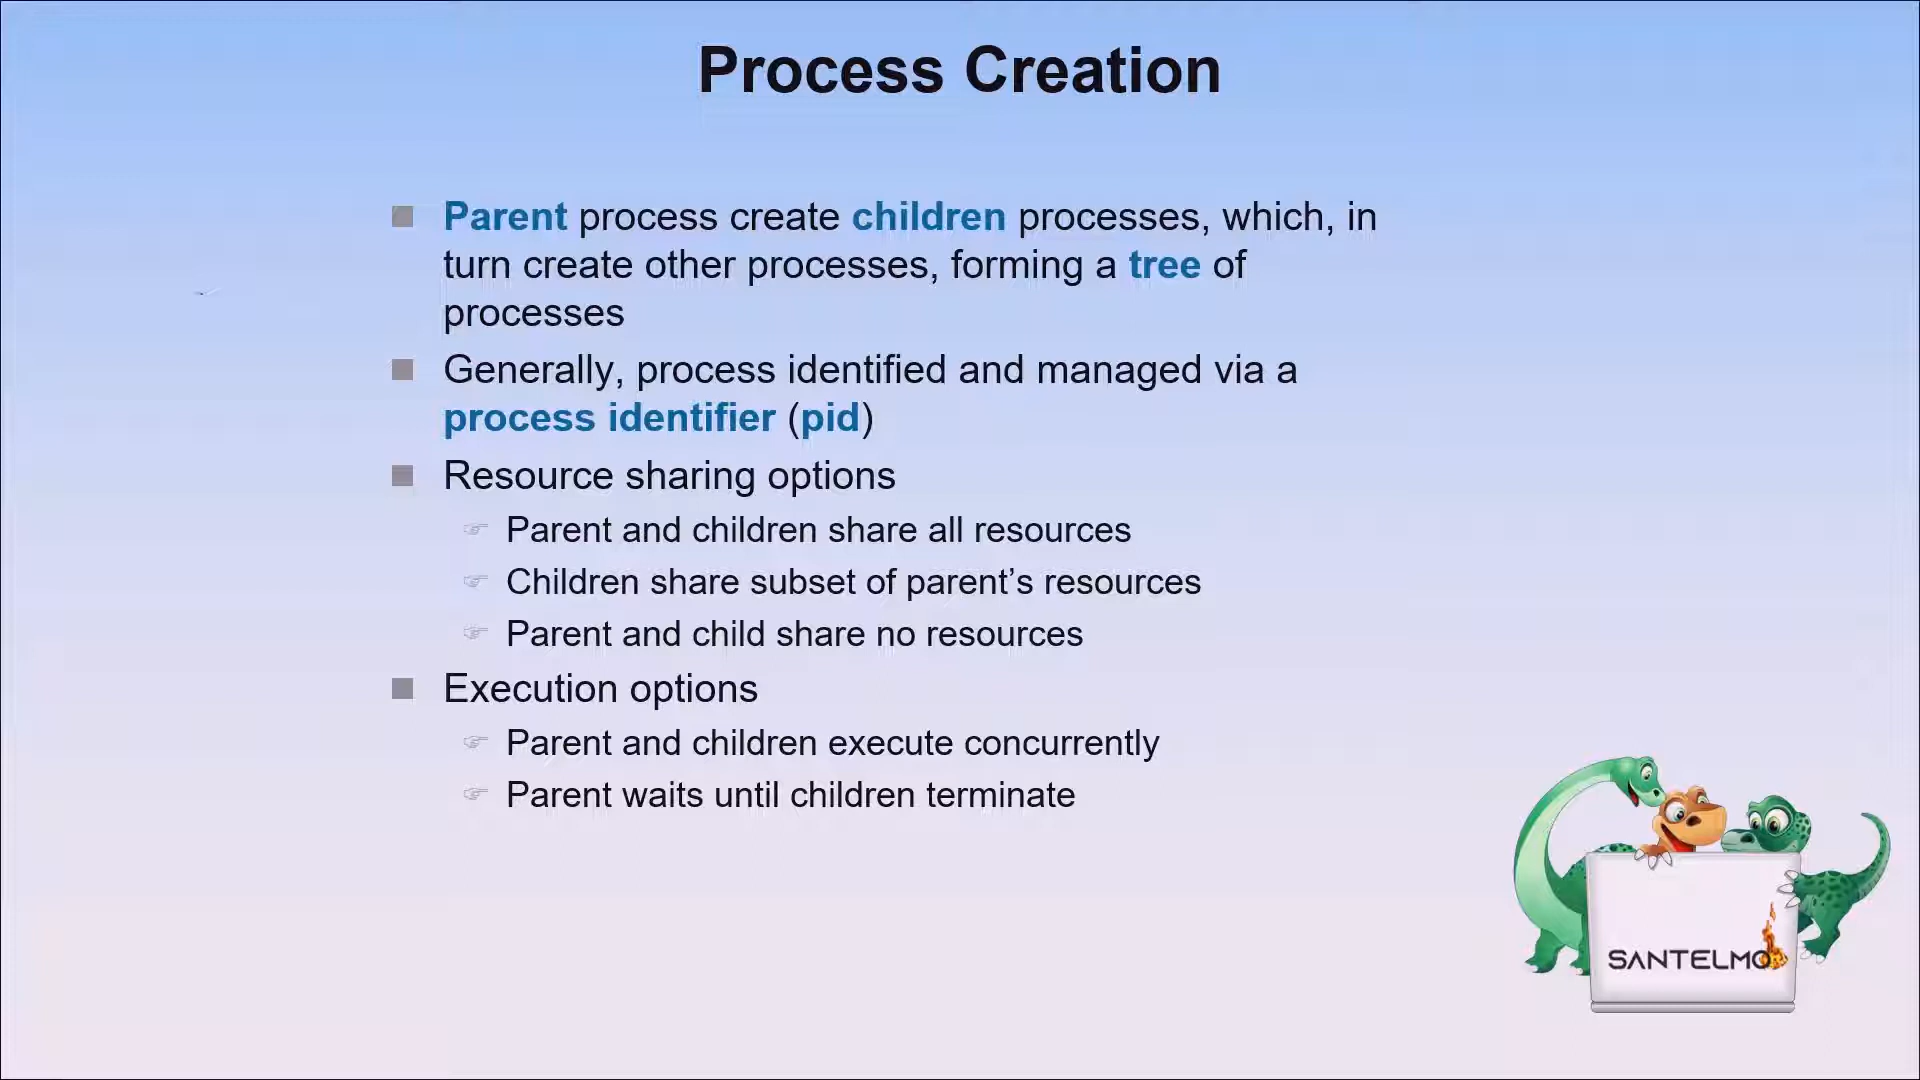 Process Creation
Parent process create children processes, which, in
turn create other processes, forming a tree of
processes
Generally, process identified and managed via a
process identifier (pid)
Resource sharing options
Parent and children share all resources
Children share subset of parent’s resources
Parent and child share no resources
Execution options
Parent and children execute concurrently
Parent waits until children terminate
SANTELMO